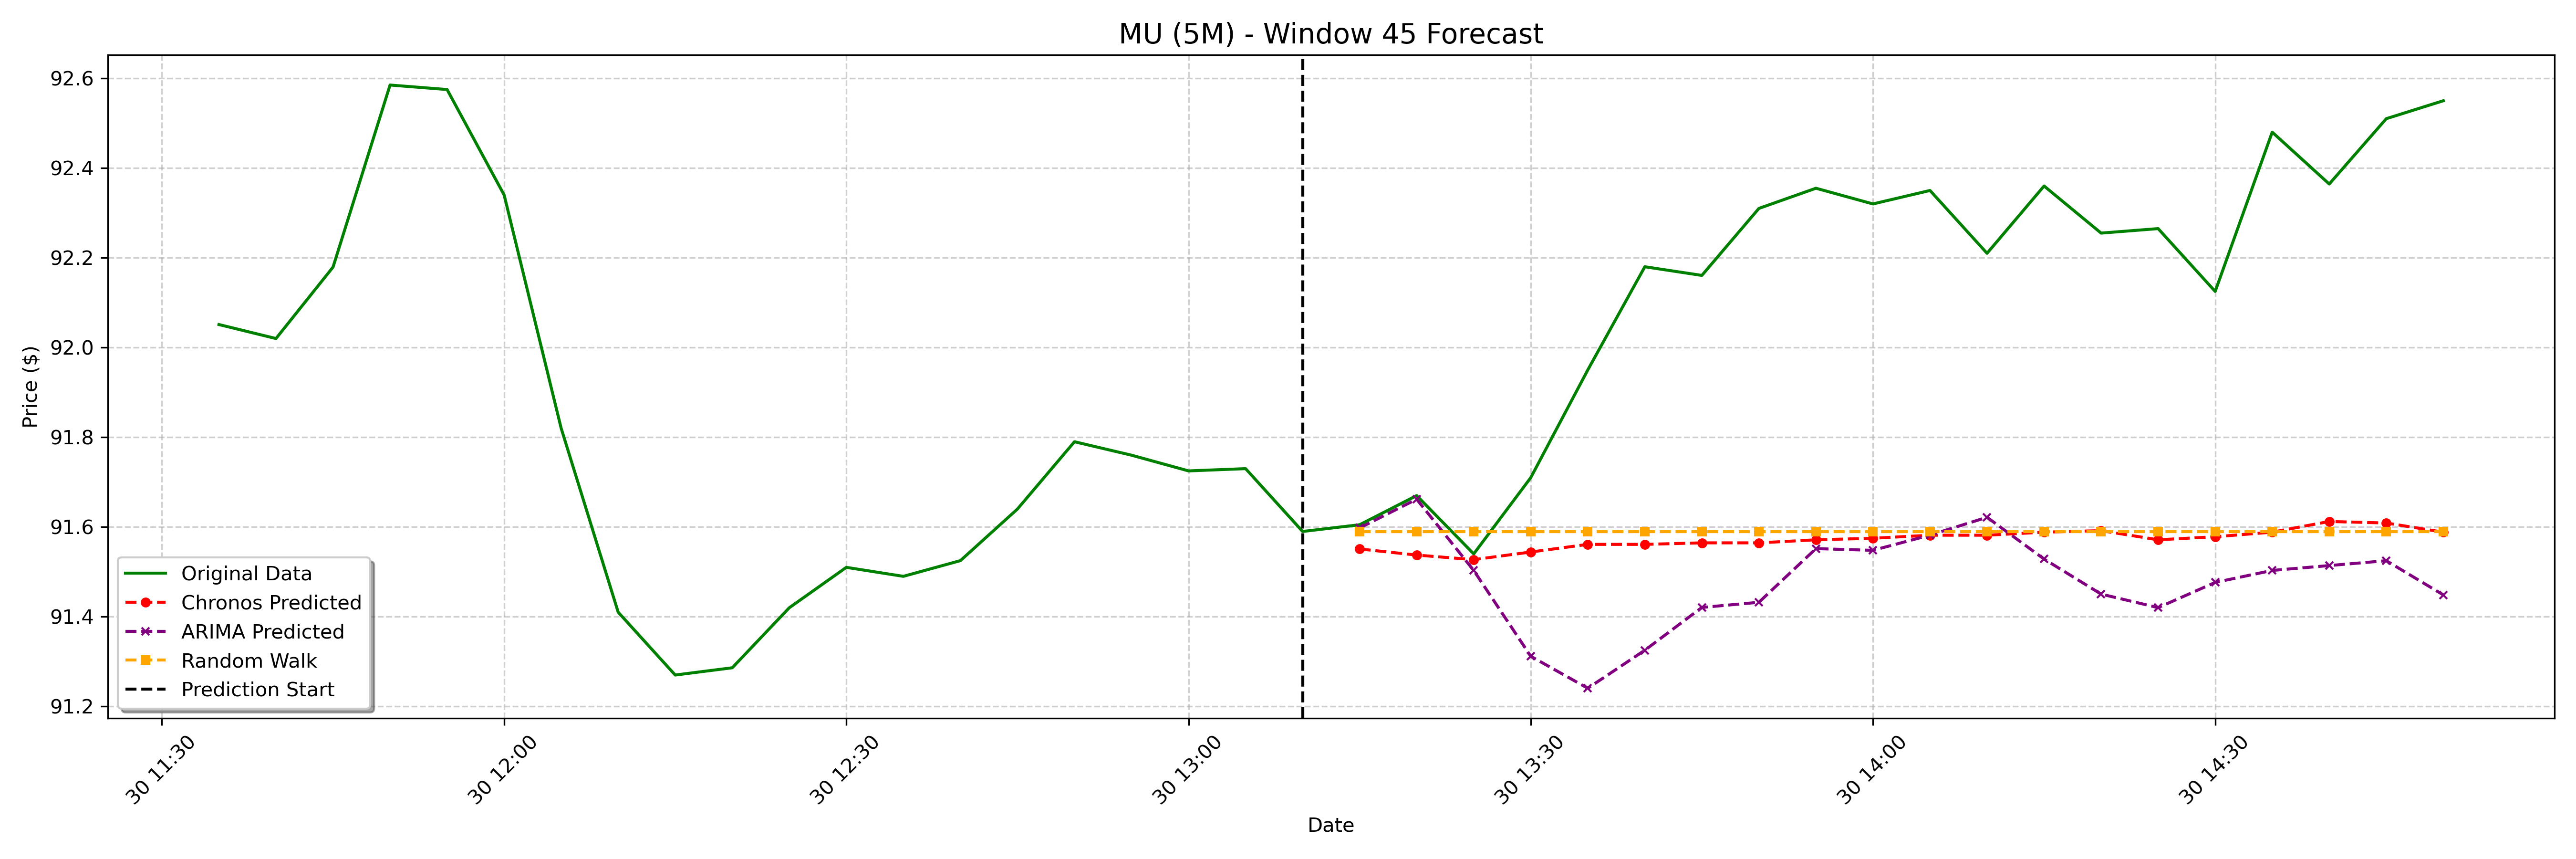 MU (5M) - Window 45 Forecast
Price ($)
92.6
92.4
92.2
92.0
91.8
91.6
91.4
91.2
Original Data
Chronos Predicted
ARIMA Predicted
Random Walk
Prediction Start
30 11:30
30 12:00
30 12:30
30 13:00
30 13:30
30 14:00
30 14:30
Date